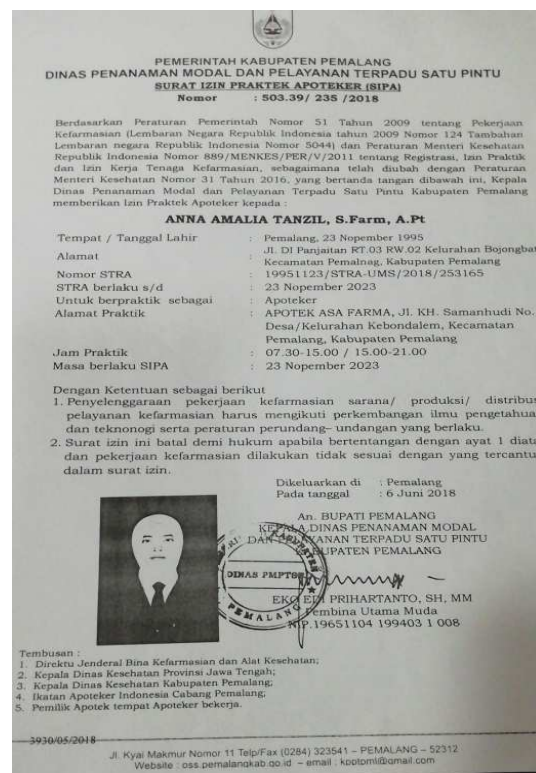 PEMERINTAH KABUPATEN PEMALANG
DINAS PENANAMAN MODAL DAN PELAYANAN TERPADU SATU PINTU
SURAT IZIN PRAKTEK APOTEKER (SIPA)
Nomor : 503.39/ 235 /2018
Berdasarkan Peraturan Pemerintah Nomor 51 Tahun 2009 tentang Pekerjaan
Kefarmasian (Lembaran Negara Republik Indonesia tahun 2009 Nomor 124 Tambahan
Lembaran negara Republik Indonesia Nomor 5044) dan Peraturan Menteri Kesehatan
Republik Indonesia Nomor 889/MENKES/PER/V/2011 tentang Registrasi, Izn Praktik
dan Izin Kerja Tenaga Kefarmasian, sebagaimana telah diubah dengan Peraturan
Menteri Kesehatan Nomor 31 Tahun 2016, yang bertanda tangan dibawah ini, Kepala
Dinas Penanaman Modal dan Pelayanan Terpadu Satu Pintu Kabupaten Pemalang
memberikan Izin Praktek Apoteker kepada :
ANNA AMALIA TANZIL, S.Farm, A.Pt
Tempat / Tanggal Lahir : Pemalang, 23 Nopember 1995
Alamat : Jl. DI Panjaitan RT.03 RW.02 Kelurahan Bojongbat
Kecamatan Pemalnag, Kabupaten Pemalang
Nomor STRA : 19951123/STRA-UMS/2018/253165
STRA berlaku s/d : 23 Nopember 2023
Untuk berpraktik sebagai : Apoteker
Alamat Praktik : APOTEK ASA FARMA, Jl. KH. Samanhudi No.
Desa/Kelurahan Kebondalem, Kecamatan
Pemalang, Kabupaten Pemalang
Jam Praktik : 07.30-15.00 / 15.00-21.00
Masa berlaku SIPA : 23 Nopember 2023
Dengan Ketentuan sebagai berikut
1. Penyelenggaraan pekerjaan kefarmasian sarana/ produksi/ distribus
pelayanan kefarmasian harus mengikuti perkembangan ilmu pengetahua
dan teknonogi serta peraturan perundang– undangan yang berlaku.
2. Surat izin ini batal demi hukum apabila bertentangan dengan ayat 1 diata
dan pekerjaan kefarmasian dilakukan tidak sesuai dengan yang tercantu
dalam surat izin.
Dikeluarkan di : Pemalang
Pada tanggal : 6 Juni 2018
An. BUPATI PEMALANG
KEPALA DINAS PENANAMAN MODAL
DAN PELAYANAN TERPADU SATU PINTU
KABUPATEN PEMALANG
DINAS PMPTSP
PEMALANG
EKO EDI PRIHARTANTO, SH, MM
Pembina Utama Muda
NIP.19651104 199403 1 008
Tembusan :
1. Direktu Jenderal Bina Kefarmasian dan Alat Kesehatan;
2. Kepala Dinas Kesehatan Provinsi Jawa Tengah;
3. Kepala Dinas Kesehatan Kabupaten Pemalang;
4. Ikatan Apoteker Indonesia Cabang Pemalang;
5. Pemilik Apotek tempat Apoteker bekerja.
3930/05/2018
Jl. Kyai Makmur Nomor 11 Telp/Fax (0284) 323541 – PEMALANG – 52312
Website : oss.pemalangkab.go.id – email : kpptpml@gmail.com